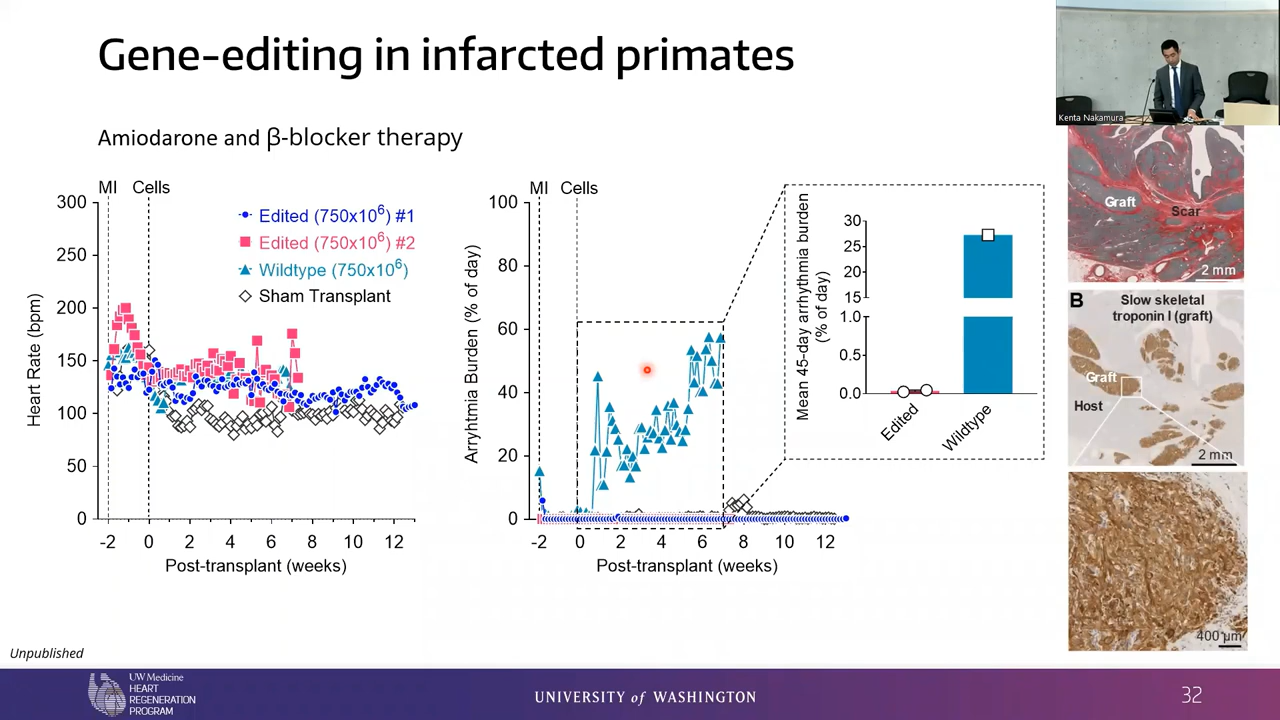 Gene-editing in infarcted primates
Kenta Nakamura
Amiodarone and β-blocker therapy
MI Cells
300
250
200
150
100
50
0
Heart Rate (bpm)
Edited (750x10⁶) #1
Edited (750x10⁶) #2
Wildtype (750x10⁶)
Sham Transplant
-2 0 2 4 6 8 10 12
Post-transplant (weeks)
MI Cells
100
80
60
40
20
0
Arryhtmia Burden (% of day)
-2 0 2 4 6 8 10 12
Post-transplant (weeks)
Mean 45-day arrhythmia burden
(% of day)
30
25
20
15
1.0
0.5
0.0
Edited
Wildtype
Graft
Scar
2 mm
B Slow skeletal
troponin I (graft)
Graft
Host
2 mm
400 μm
Unpublished
UW Medicine
HEART
REGENERATION
PROGRAM
UNIVERSITY of WASHINGTON
32